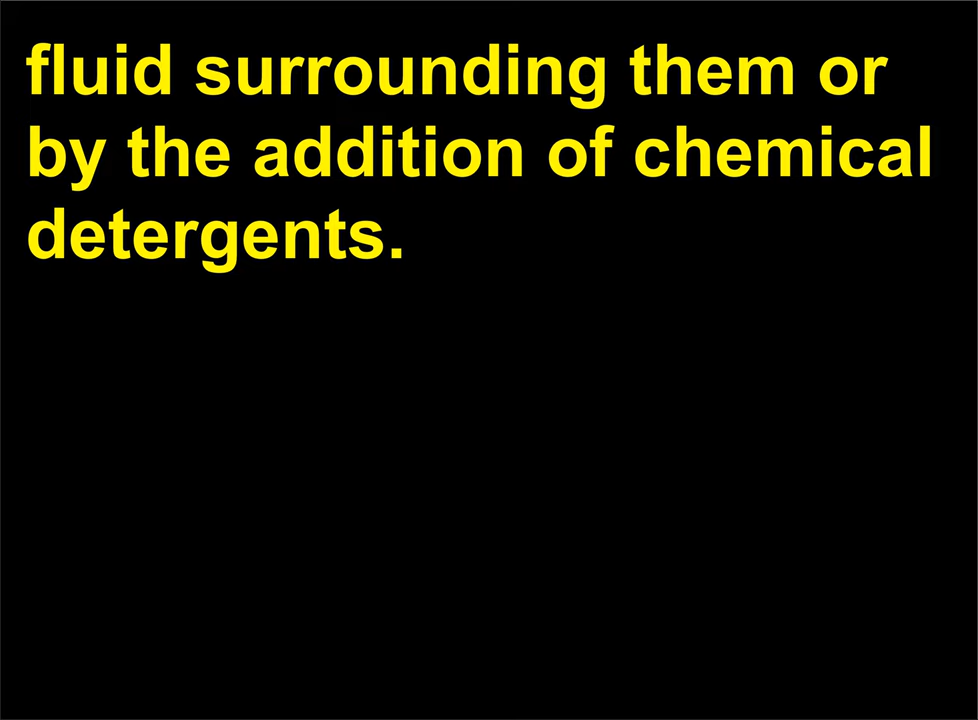 fluid surrounding them or
by the addition of chemical
detergents.